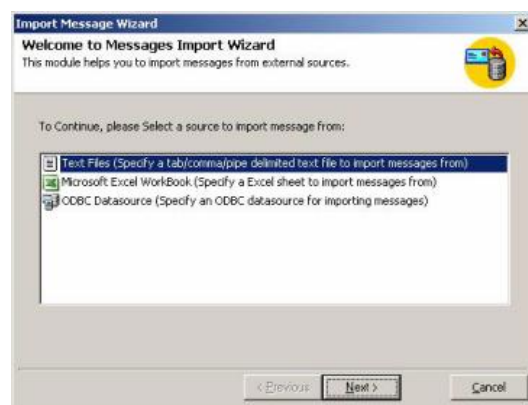 Import Message Wizard
Welcome to Messages Import Wizard
This module helps you to import messages from external sources.
To Continue, please Select a source to import message from:
Text Files (Specify a tab/comma/pipe delimited text file to import messages from)
Microsoft Excel WorkBook (Specify a Excel sheet to import messages from)
ODBC Datasource (Specify an ODBC datasource for importing messages)
< Previous Next > Cancel